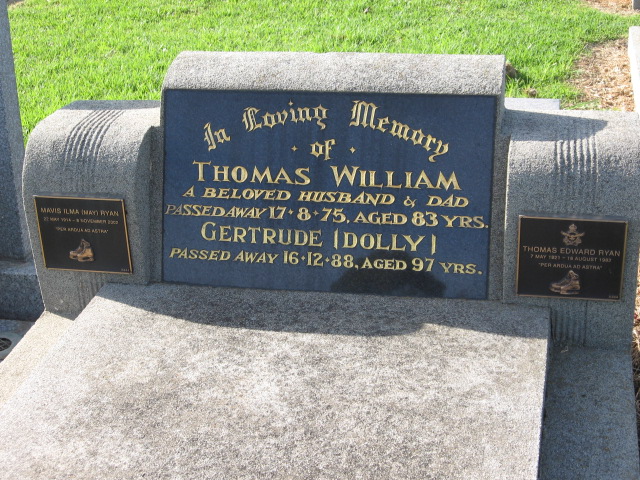 In Loving Memory
of
THOMAS WILLIAM
A BELOVED HUSBAND & DAD
PASSED AWAY 17·8·75, AGED 83 YRS.
GERTRUDE (DOLLY)
PASSED AWAY 16·12·88, AGED 97 YRS.
MAVIS ILMA (MAY) RYAN
"PER ARDUA AD ASTRA"
THOMAS EDWARD RYAN
"PER ARDUA AD ASTRA"